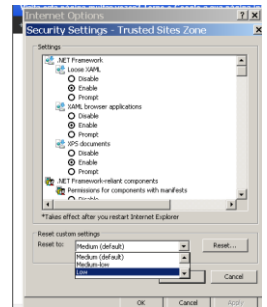 Internet Options
Security Settings - Trusted Sites Zone
Settings
.NET Framework
Loose XAML
Disable
Enable
Prompt
XAML browser applications
Disable
Enable
Prompt
XPS documents
Disable
Enable
Prompt
.NET Framework-reliant components
Permissions for components with manifests
Disable
*Takes effect after you restart Internet Explorer
Reset custom settings
Reset to: Medium (default) Reset...
Medium (default)
Medium-low
Low
Cancel
OK Cancel Apply